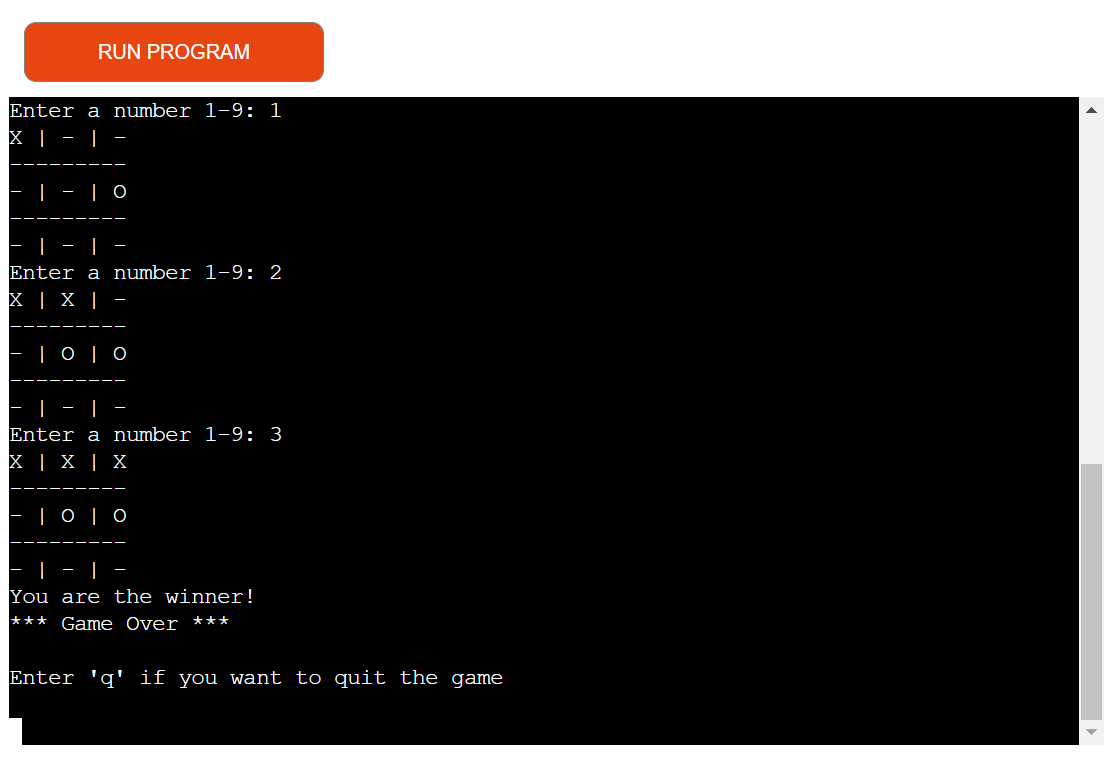 RUN PROGRAM
Enter a number 1-9: 1
X | - | -
---------
- | - | O
---------
- | - | -
Enter a number 1-9: 2
X | X | -
---------
- | O | O
---------
- | - | -
Enter a number 1-9: 3
X | X | X
---------
- | O | O
---------
- | - | -
You are the winner!
*** Game Over ***
Enter 'q' if you want to quit the game